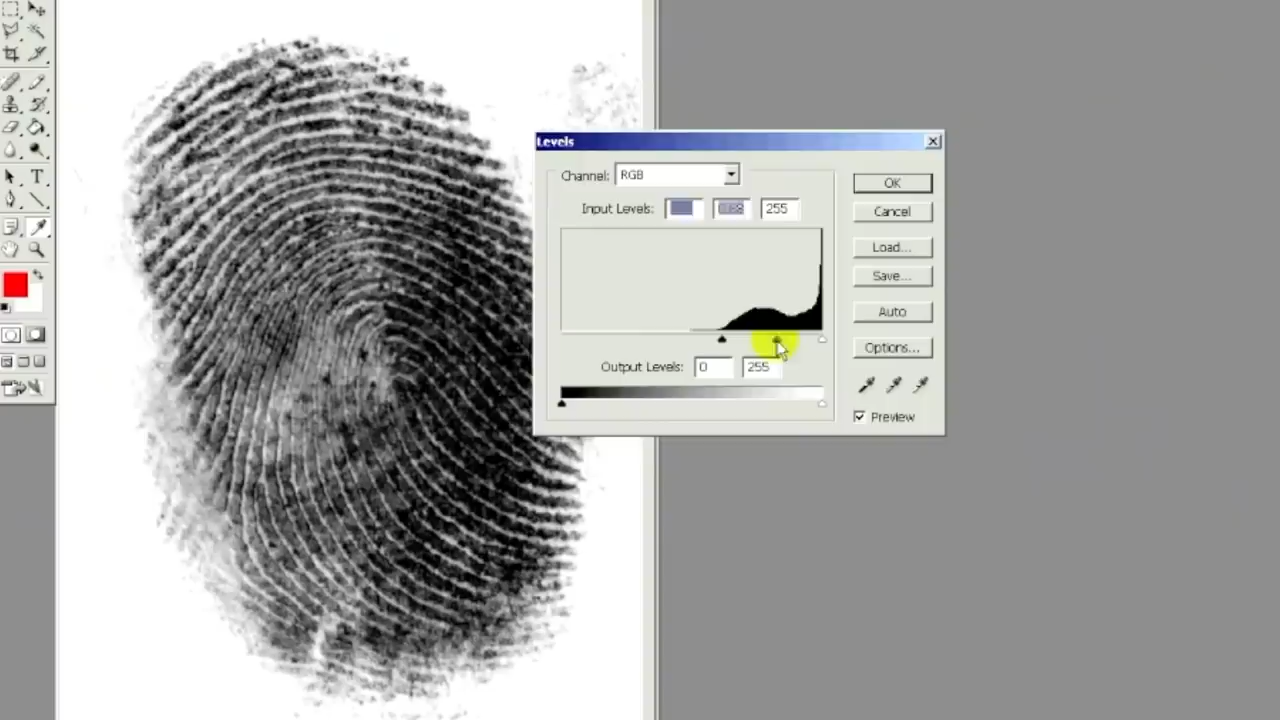 Levels
Channel: RGB
OK
Input Levels: 255
Cancel
Load...
Save...
Auto
Options...
Output Levels: 0 255
Preview
T